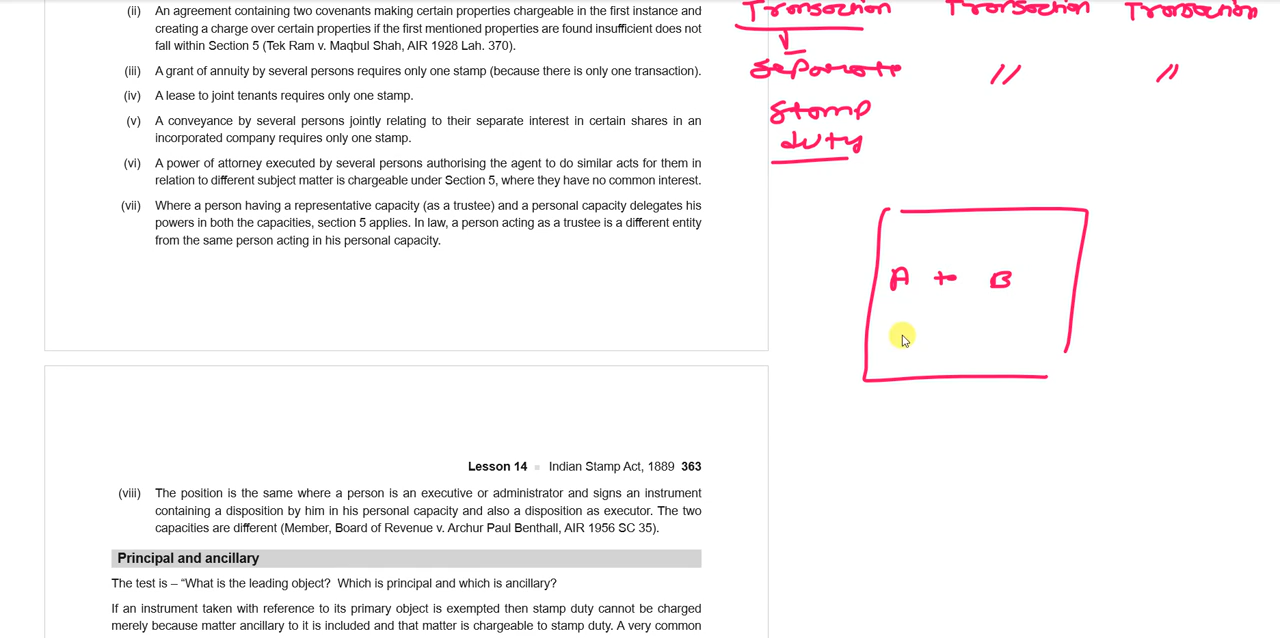 (ii) An agreement containing two covenants making certain properties chargeable in the first instance and
creating a charge over certain properties if the first mentioned properties are found insufficient does not
fall within Section 5 (Tek Ram v. Maqbul Shah, AIR 1928 Lah. 370).
(iii) A grant of annuity by several persons requires only one stamp (because there is only one transaction).
(iv) A lease to joint tenants requires only one stamp.
(v) A conveyance by several persons jointly relating to their separate interest in certain shares in an
incorporated company requires only one stamp.
(vi) A power of attorney executed by several persons authorising the agent to do similar acts for them in
relation to different subject matter is chargeable under Section 5, where they have no common interest.
(vii) Where a person having a representative capacity (as a trustee) and a personal capacity delegates his
powers in both the capacities, section 5 applies. In law, a person acting as a trustee is a different entity
from the same person acting in his personal capacity.
Transaction Transaction Transaction
Separate // //
Stamp
duty
A + B
Lesson 14 ▪ Indian Stamp Act, 1889 363
(viii) The position is the same where a person is an executive or administrator and signs an instrument
containing a disposition by him in his personal capacity and also a disposition as executor. The two
capacities are different (Member, Board of Revenue v. Archur Paul Benthall, AIR 1956 SC 35).
Principal and ancillary
The test is – “What is the leading object? Which is principal and which is ancillary?
If an instrument taken with reference to its primary object is exempted then stamp duty cannot be charged
merely because matter ancillary to it is included and that matter is chargeable to stamp duty. A very common